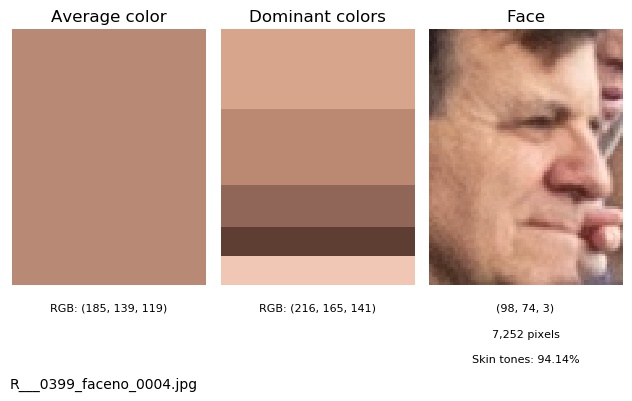 Average color
Dominant colors
Face
RGB: (185, 139, 119)
RGB: (216, 165, 141)
(98, 74, 3)
7,252 pixels
Skin tones: 94.14%
R___0399_faceno_0004.jpg